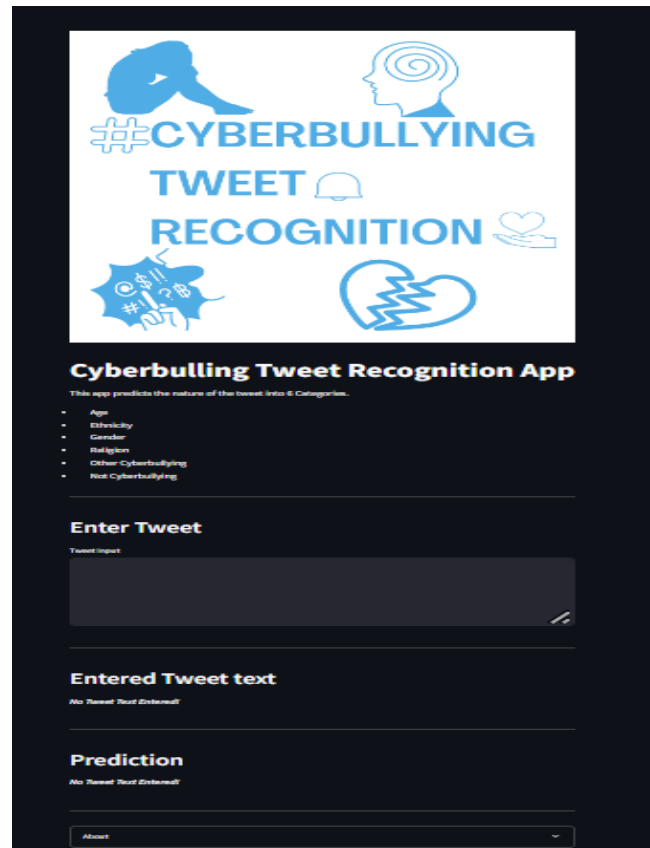 #CYBERBULLYING
TWEET
RECOGNITION
@$!!
#!?B
Cyberbulling Tweet Recognition App
This app predicts the nature of the tweet into 6 Categories.
• Age
• Ethnicity
• Gender
• Religion
• Other Cyberbullying
• Not Cyberbullying
Enter Tweet
Tweet Input
Entered Tweet text
No Tweet Text Entered!
Prediction
No Tweet Text Entered!
About